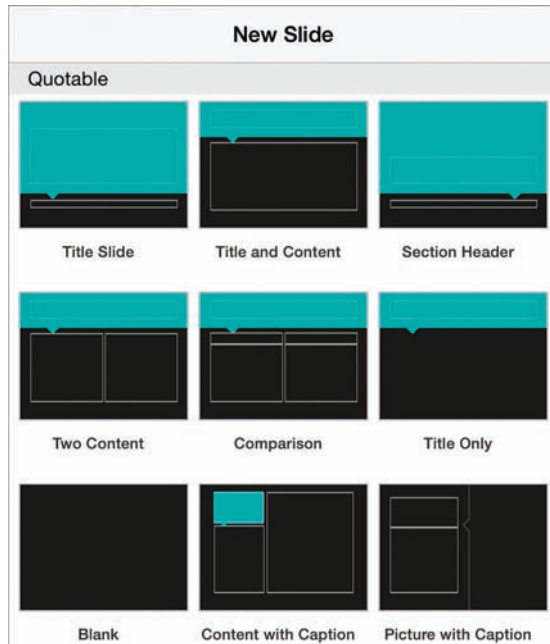 New Slide
Quotable
Title Slide
Title and Content
Section Header
Two Content
Comparison
Title Only
Blank
Content with Caption
Picture with Caption